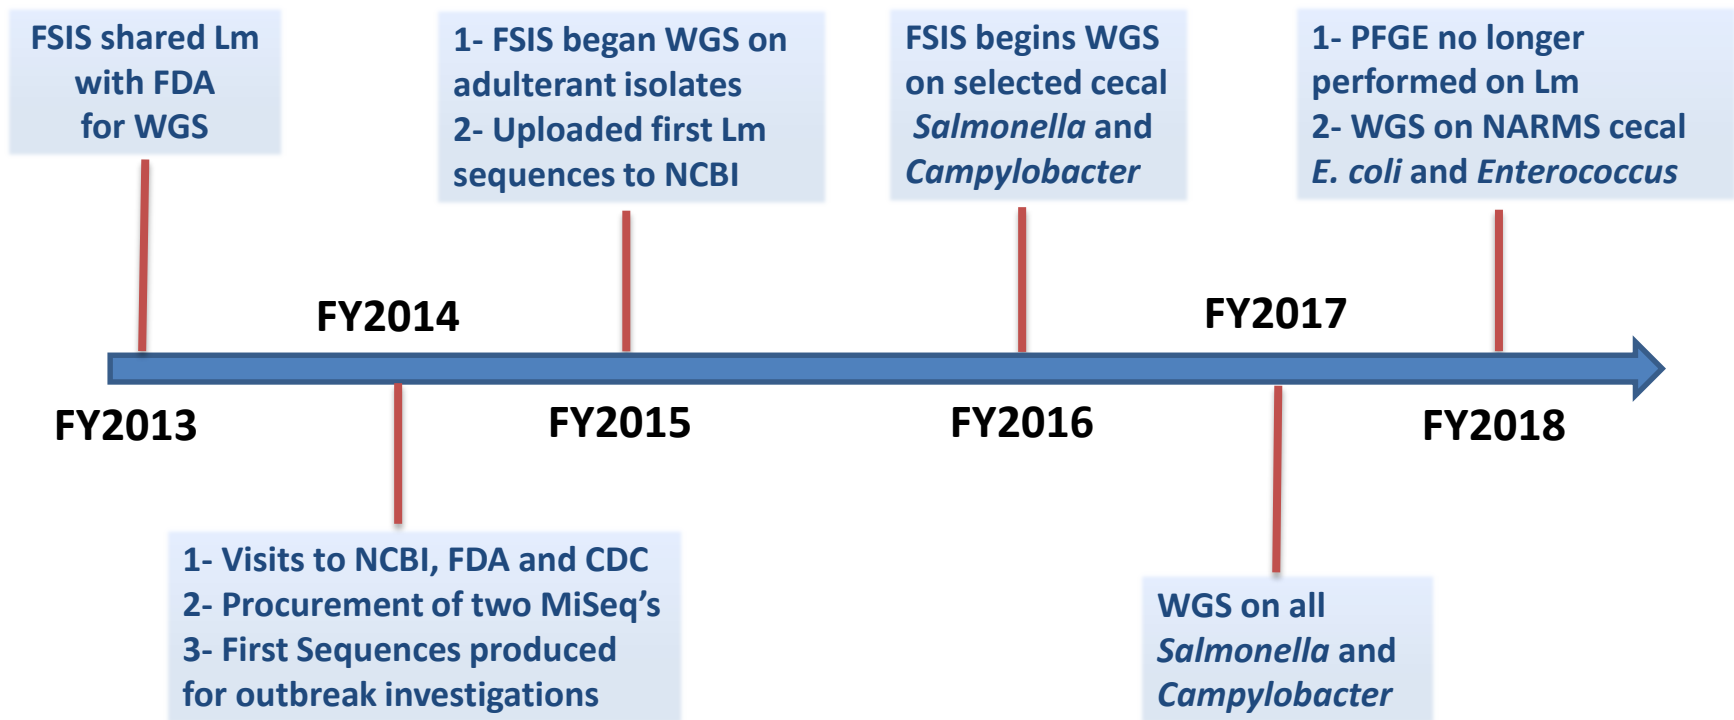 FSIS shared Lm
with FDA
for WGS
1- FSIS began WGS on
adulterant isolates
2- Uploaded first Lm
sequences to NCBI
FSIS begins WGS
on selected cecal
Salmonella and
Campylobacter
1- PFGE no longer
performed on Lm
2- WGS on NARMS cecal
E. coli and Enterococcus
FY2014
FY2017
FY2013
FY2015
FY2016
FY2018
1- Visits to NCBI, FDA and CDC
2- Procurement of two MiSeq’s
3- First Sequences produced
for outbreak investigations
WGS on all
Salmonella and
Campylobacter